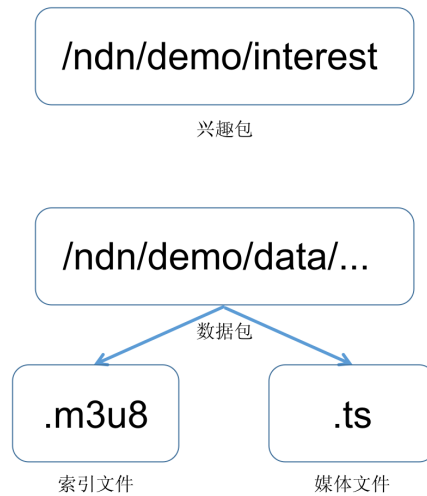 /ndn/demo/interest
兴趣包
/ndn/demo/data/...
数据包
.m3u8
.ts
索引文件
媒体文件